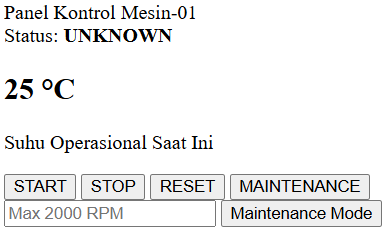 Panel Kontrol Mesin-01
Status: UNKNOWN
25 °C
Suhu Operasional Saat Ini
START STOP RESET MAINTENANCE
Max 2000 RPM Maintenance Mode